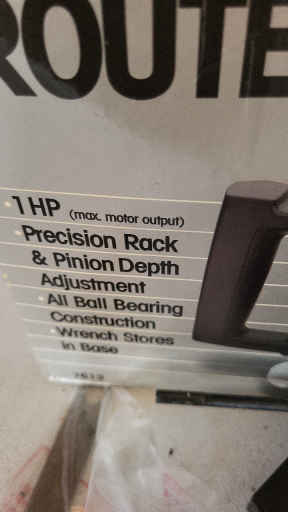 ROUTE
• 1 HP (max. motor output)
• Precision Rack
& Pinion Depth
Adjustment
• All Ball Bearing
Construction
• Wrench Stores
in Base